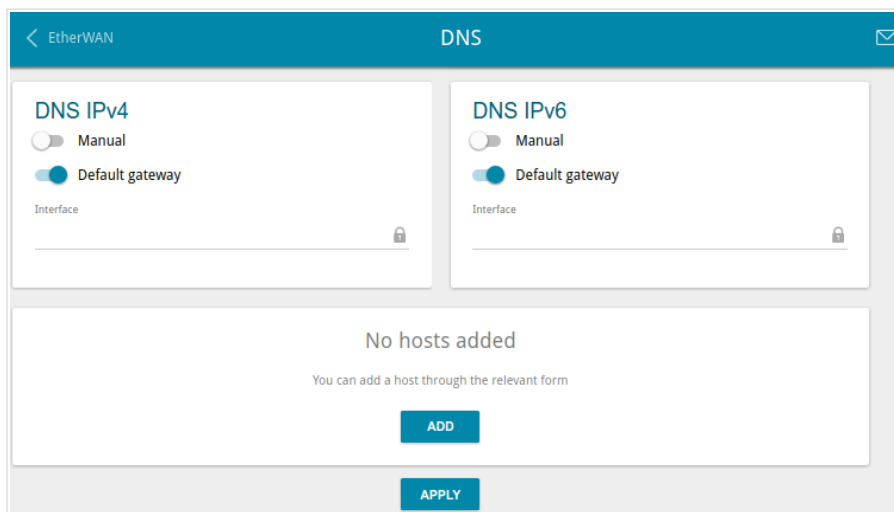 EtherWAN
DNS
DNS IPv4
Manual
Default gateway
Interface
DNS IPv6
Manual
Default gateway
Interface
No hosts added
You can add a host through the relevant form
ADD
APPLY